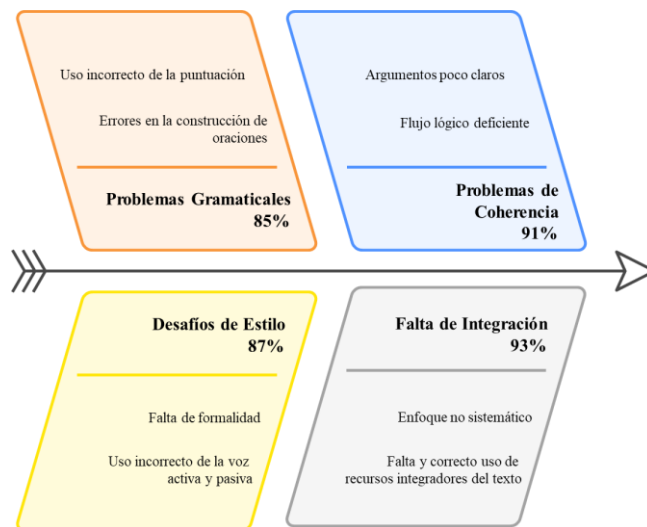 Uso incorrecto de la puntuación
Errores en la construcción de
oraciones
Problemas Gramaticales
85%
Argumentos poco claros
Flujo lógico deficiente
Problemas de
Coherencia
91%
Desafíos de Estilo
87%
Falta de formalidad
Uso incorrecto de la voz
activa y pasiva
Falta de Integración
93%
Enfoque no sistemático
Falta y correcto uso de
recursos integradores del texto